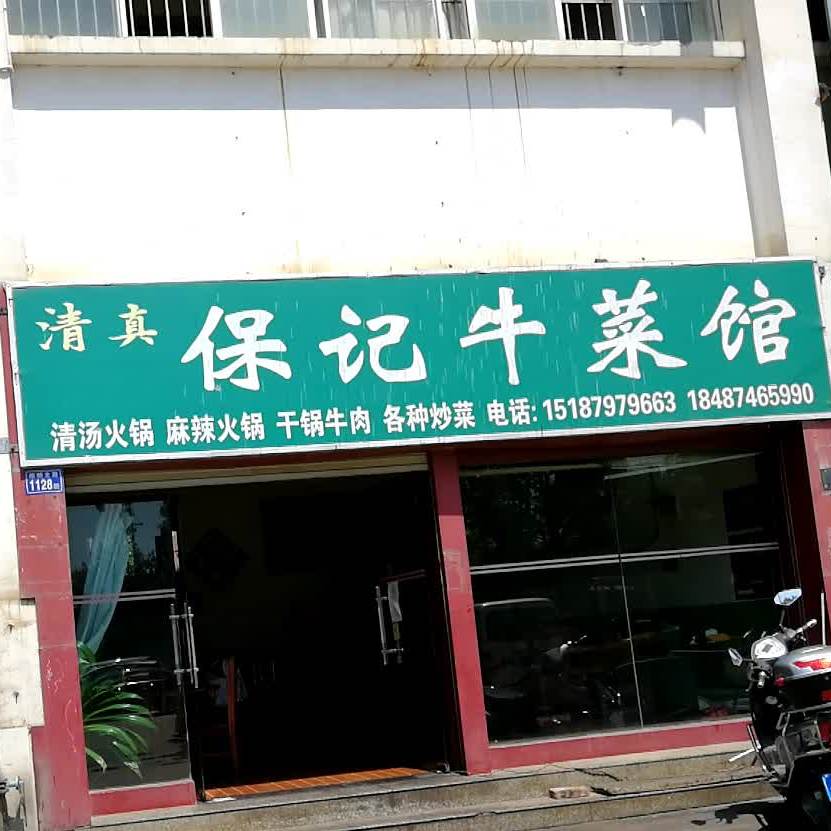 清真 保记牛菜馆
清汤火锅 麻辣火锅 干锅牛肉 各种炒菜 电话: 15187979663 18487465990
1128